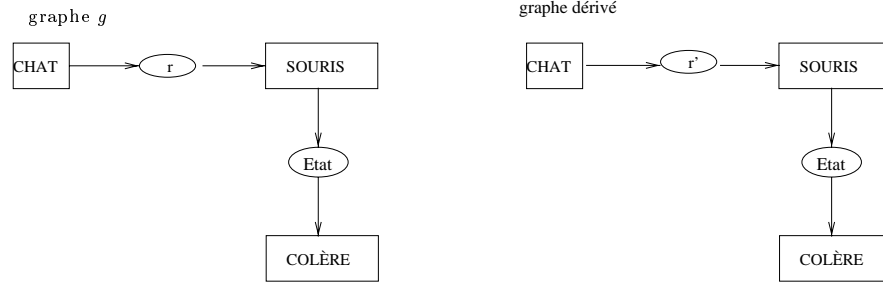 graphe g
CHAT r SOURIS
Etat
COLÈRE
graphe dérivé
CHAT r' SOURIS
Etat
COLÈRE